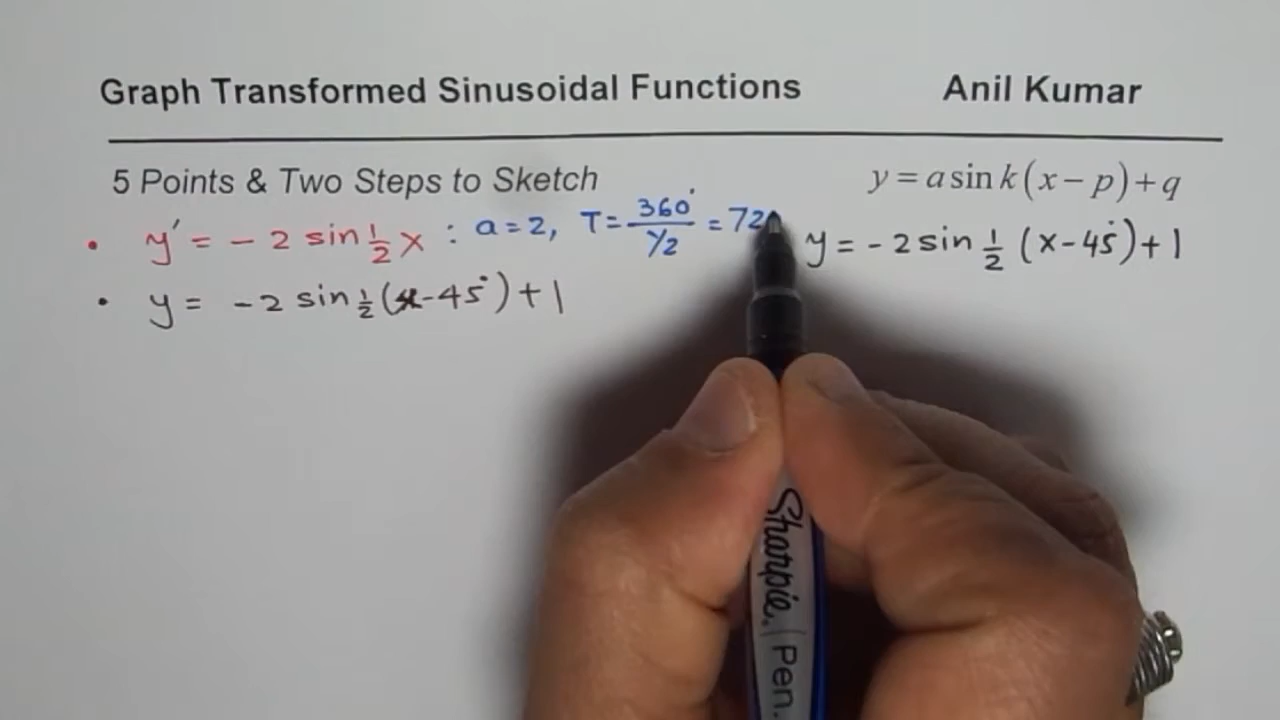 Graph Transformed Sinusoidal Functions Anil Kumar
5 Points & Two Steps to Sketch y = a sin k(x − p) + q
• y′ = − 2 sin ½ x : a = 2, T = 360° / ½ = 72
y = - 2 sin ½ (x - 45°) + 1
• y = -2 sin ½ (x - 45°) + 1
Sharpie. Pen.